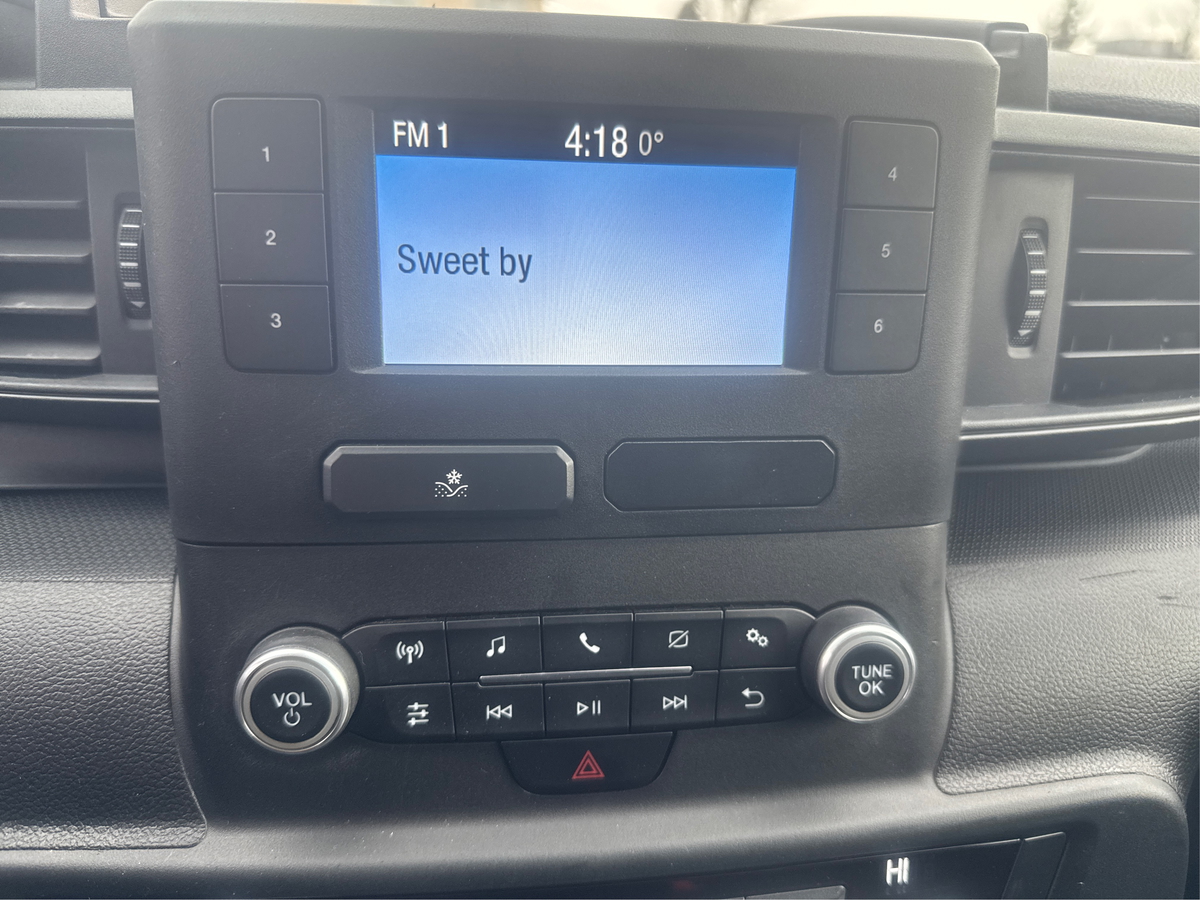 FM 1 4:18 0°
Sweet by
1
2
3
4
5
6
VOL
TUNE
OK
HI